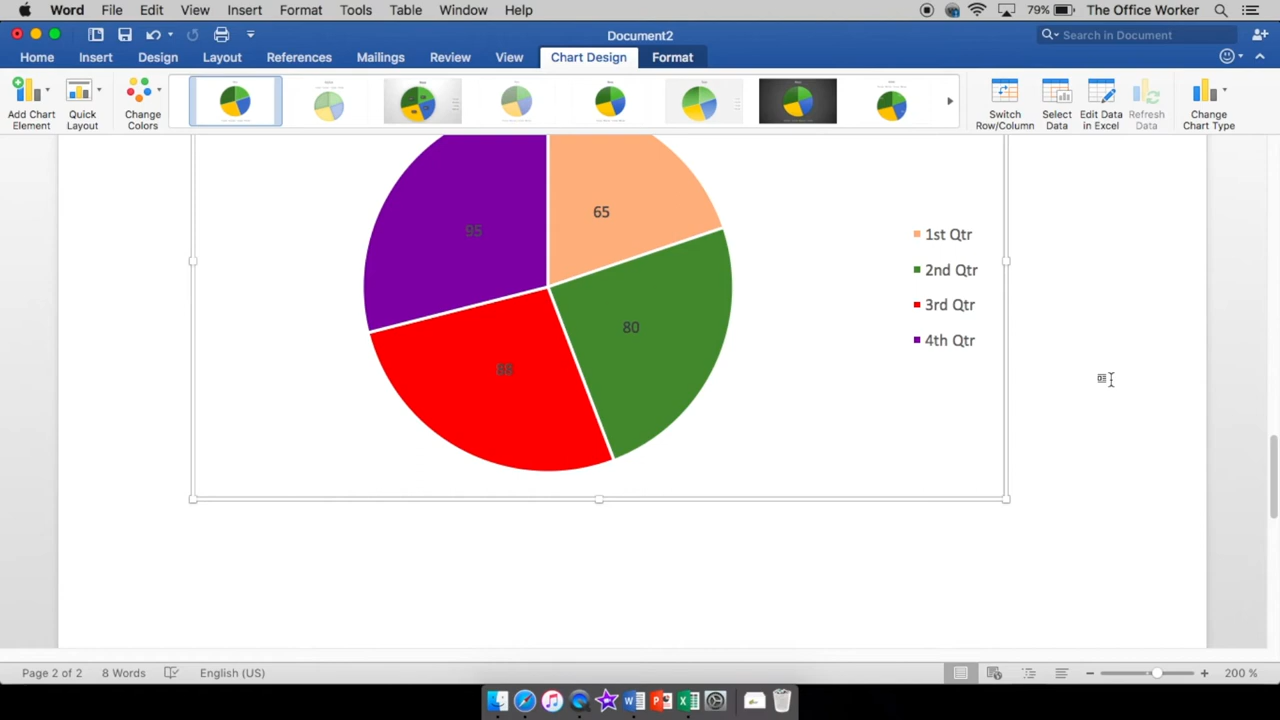 Word File Edit View Insert Format Tools Table Window Help 79% The Office Worker
Document2
Search in Document
Home Insert Design Layout References Mailings Review View Chart Design Format
Add Chart Element
Quick Layout
Change Colors
Switch Row/Column
Select Data
Edit Data in Excel
Refresh Data
Change Chart Type
65
95
80
88
1st Qtr
2nd Qtr
3rd Qtr
4th Qtr
Page 2 of 2 8 Words English (US) 200 %